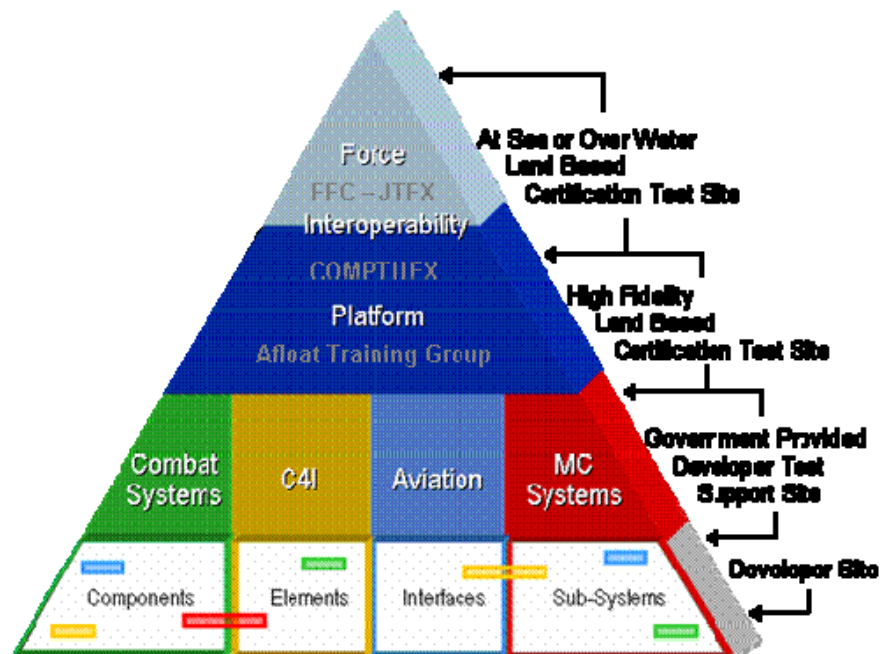 Force
FFC – JTFX
Interoperability
COMPTUEX
Platform
Afloat Training Group
Combat
Systems
C4I
Aviation
MC
Systems
Components
Elements
Interfaces
Sub-Systems
At Sea or Over Water
Land Based
Certification Test Site
High Fidelity
Land Based
Certification Test Site
Government Provided
Developer Test
Support Site
Developer Site